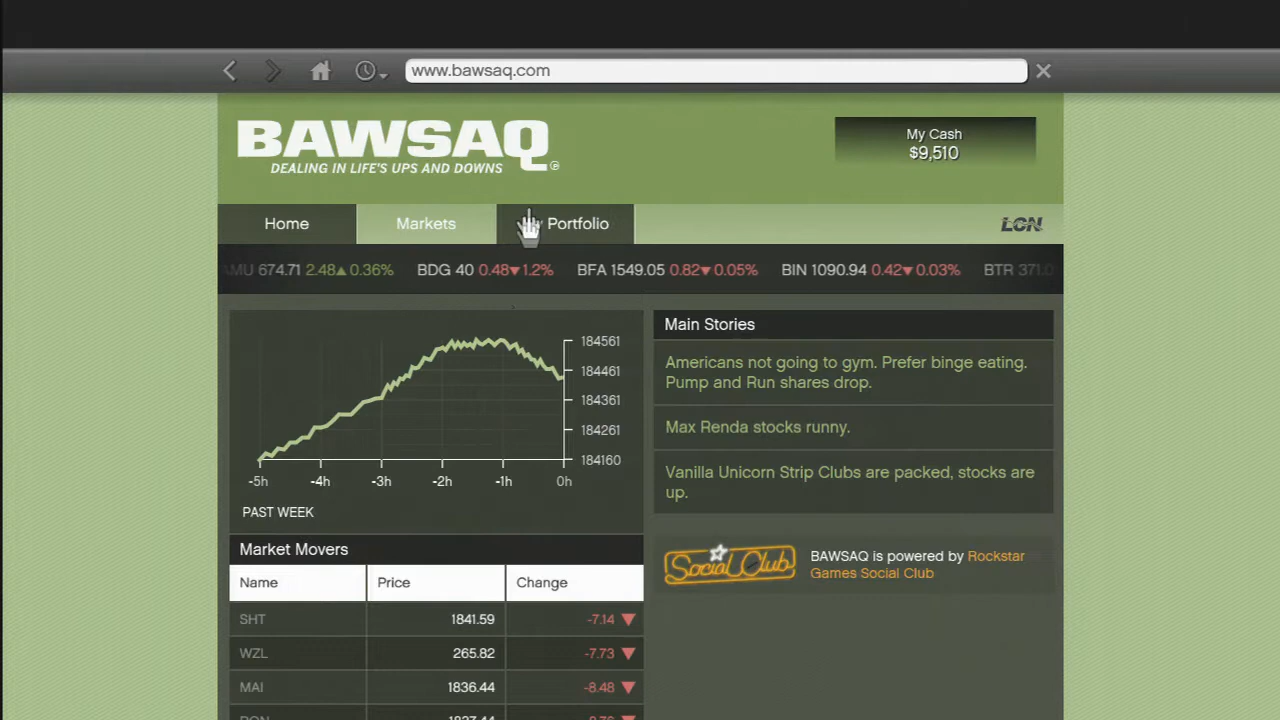 www.bawsaq.com
BAWSAQ
DEALING IN LIFE'S UPS AND DOWNS
My Cash
$9,510
Home Markets Portfolio LCN
AMU 674.71 2.48▲0.36% BDG 40 0.48▼1.2% BFA 1549.05 0.82▼0.05% BIN 1090.94 0.42▼0.03% BTR 371.0
184561
184461
184361
184261
184160
-5h -4h -3h -2h -1h 0h
PAST WEEK
Market Movers
Name Price Change
SHT 1841.59 -7.14 ▼
WZL 265.82 -7.73 ▼
MAI 1836.44 -8.48 ▼
Main Stories
Americans not going to gym. Prefer binge eating.
Pump and Run shares drop.
Max Renda stocks runny.
Vanilla Unicorn Strip Clubs are packed, stocks are
up.
Social Club
BAWSAQ is powered by Rockstar
Games Social Club